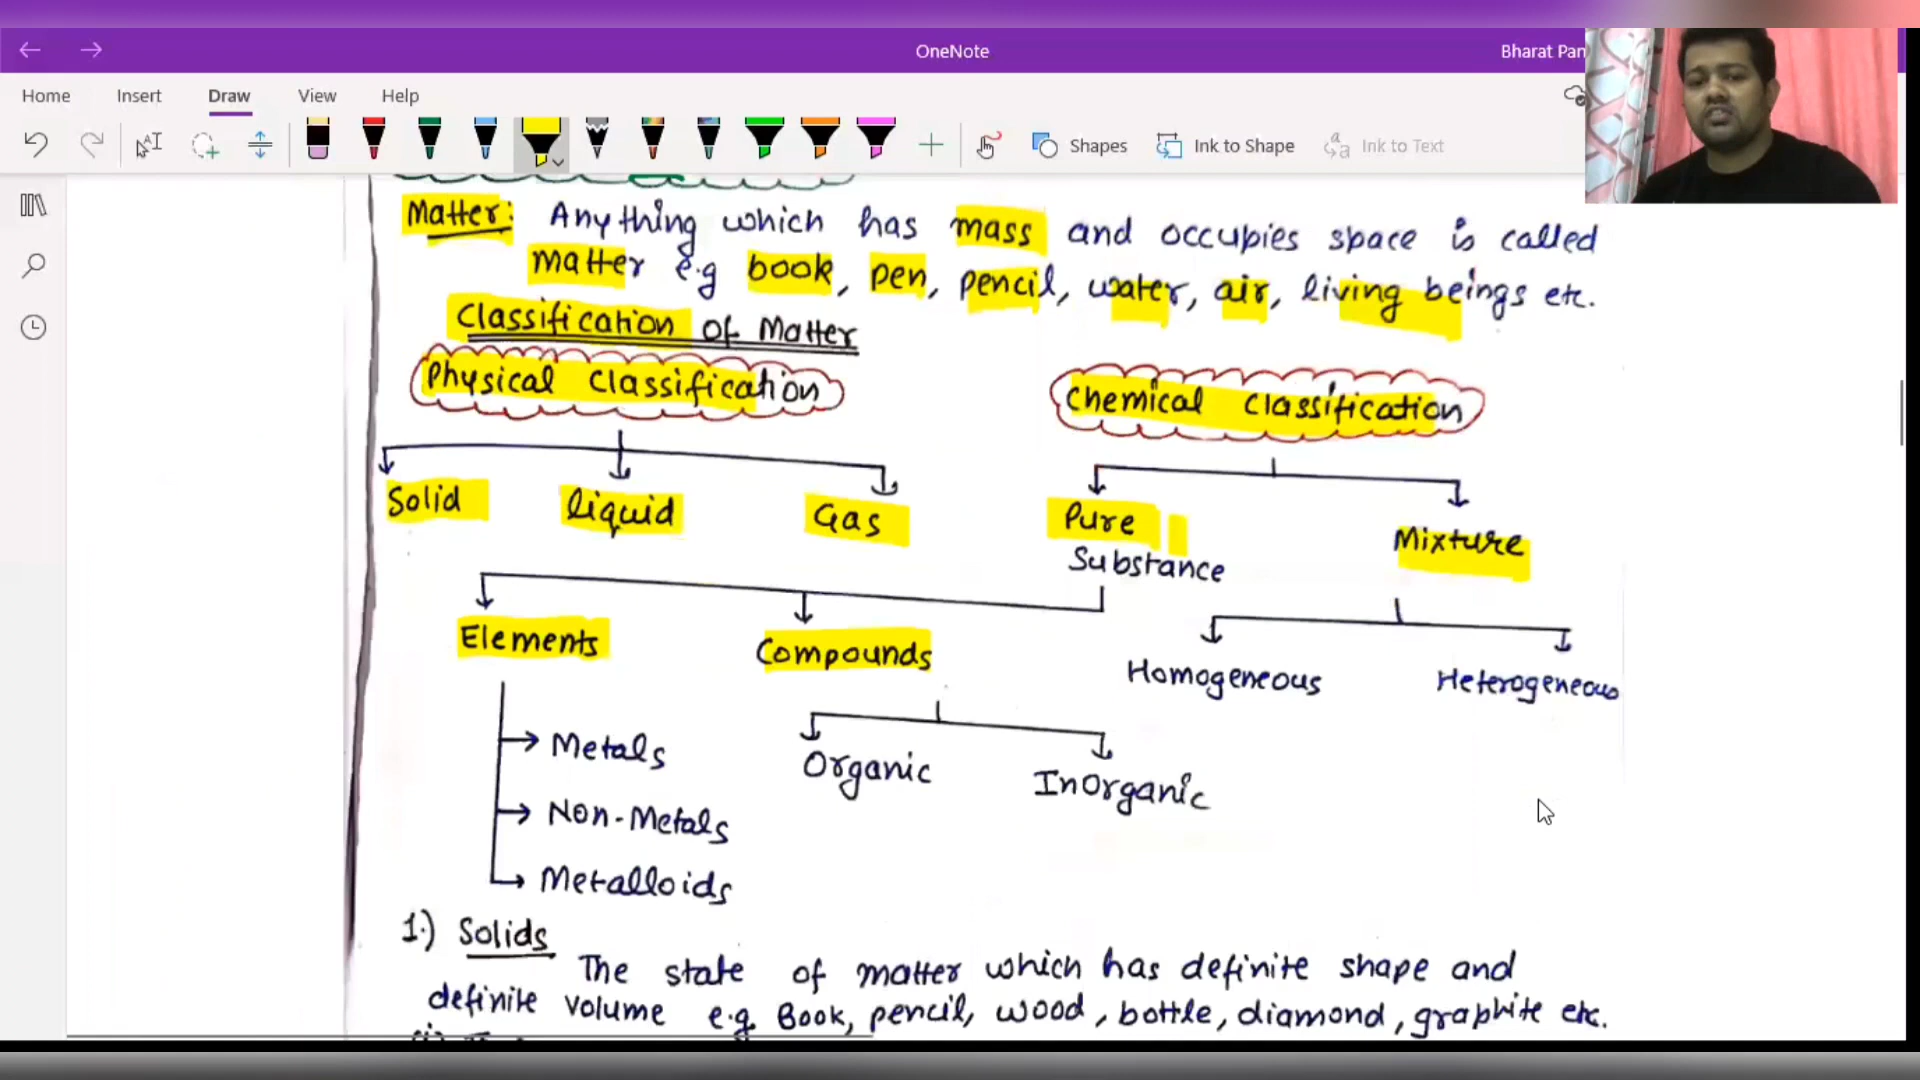 OneNote
Bharat Pan
Home Insert Draw View Help
Shapes Ink to Shape Ink to Text
Matter: Anything which has mass and occupies space is called
Matter e.g book, pen, pencil, water, air, living beings etc.
Classification of Matter
Physical Classification
Chemical Classification
Solid liquid Gas
Pure Substance
Mixture
Elements Compounds
Homogeneous Heterogeneous
Metals
Non-Metals
Metalloids
Organic InOrganic
1.) Solids
The state of matter which has definite shape and
definite volume e.g. Book, pencil, wood, bottle, diamond, graphite etc.